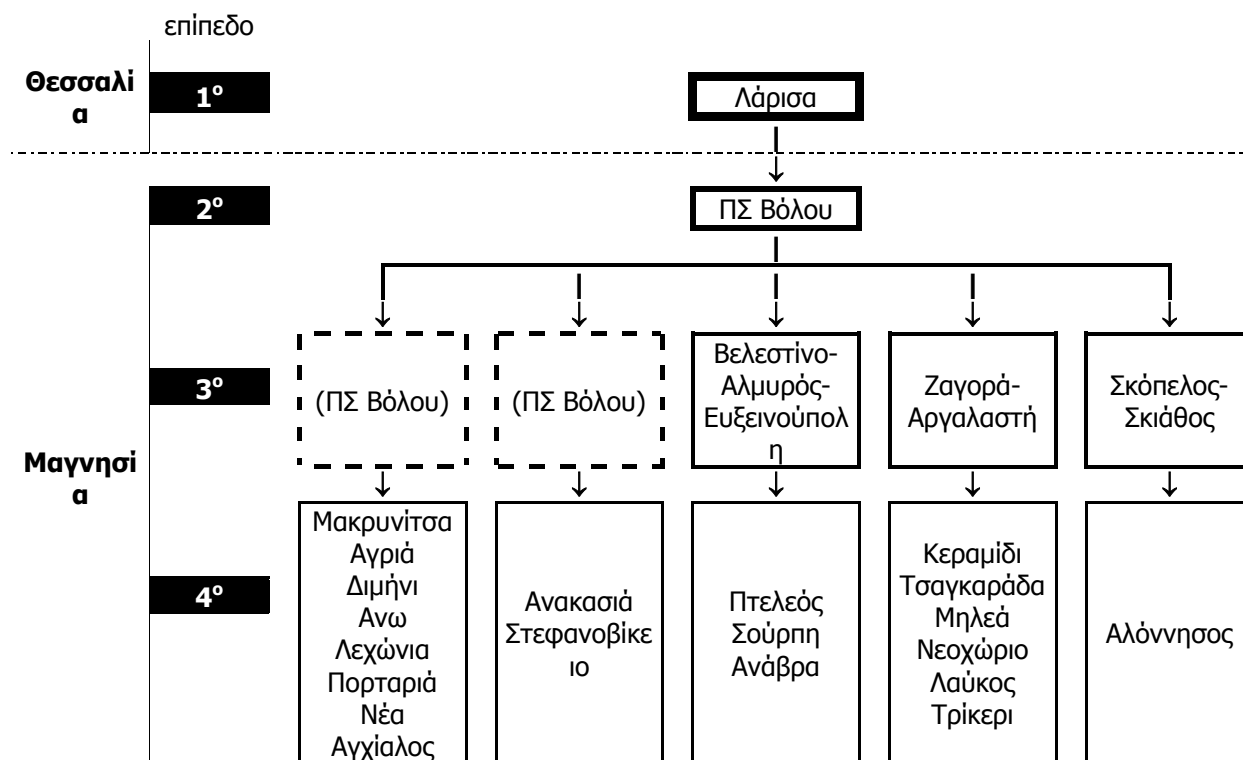 επίπεδο
Θεσσαλί
α
1ο
Λάρισα
2ο
ΠΣ Βόλου
Μαγνησί
α
3ο
(ΠΣ Βόλου)
(ΠΣ Βόλου)
Βελεστίνο-
Αλμυρός-
Ευξεινούπολ
η
Ζαγορά-
Αργαλαστή
Σκόπελος-
Σκιάθος
4ο
Μακρυνίτσα
Αγριά
Διμήνι
Ανω
Λεχώνια
Πορταριά
Νέα
Αγχίαλος
Ανακασιά
Στεφανοβίκε
ιο
Πτελεός
Σούρπη
Ανάβρα
Κεραμίδι
Τσαγκαράδα
Μηλεά
Νεοχώριο
Λαύκος
Τρίκερι
Αλόννησος